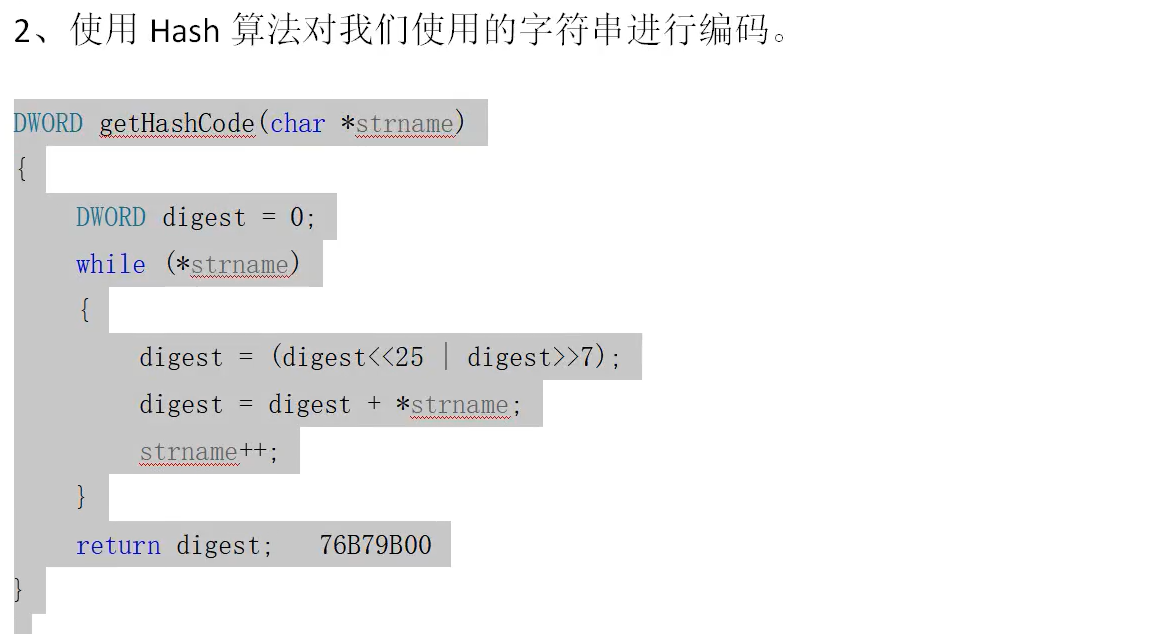 2、使用 Hash 算法对我们使用的字符串进行编码。
DWORD getHashCode(char *strname)
{
DWORD digest = 0;
while (*strname)
{
digest = (digest<<25 | digest>>7);
digest = digest + *strname;
strname++;
}
return digest; 76B79B00
}